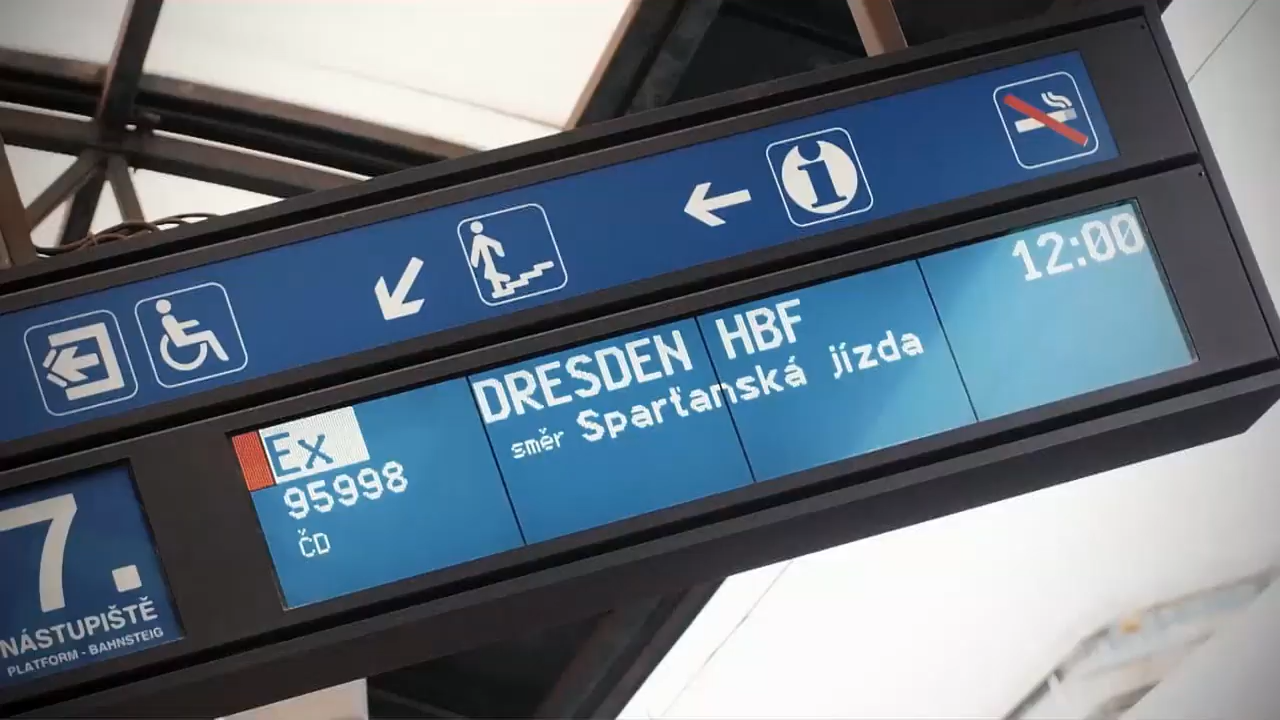 12:00
Ex
DRESDEN HBF
95998
směr Sparťanská jízda
ČD
7.
NÁSTUPIŠTĚ
PLATFORM - BAHNSTEIG